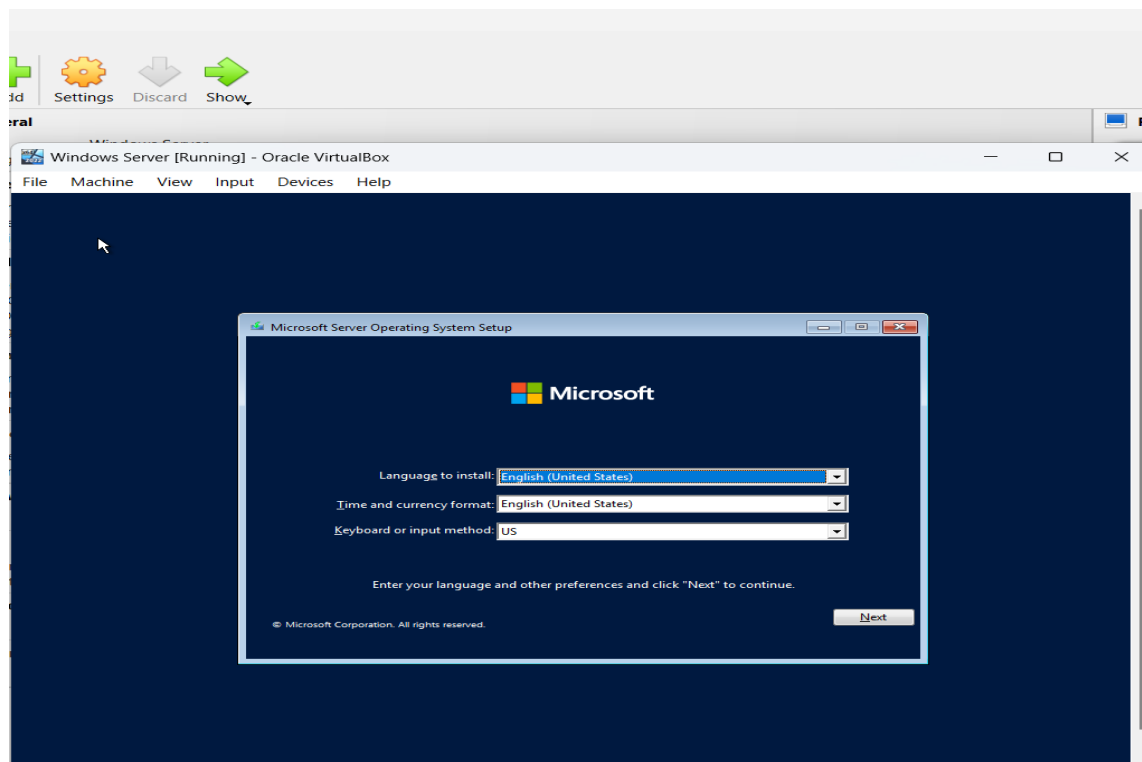 Settings Discard Show
Windows Server [Running] - Oracle VirtualBox
File Machine View Input Devices Help
Microsoft Server Operating System Setup
Microsoft
Language to install: English (United States)
Time and currency format: English (United States)
Keyboard or input method: US
Enter your language and other preferences and click "Next" to continue.
Next
© Microsoft Corporation. All rights reserved.